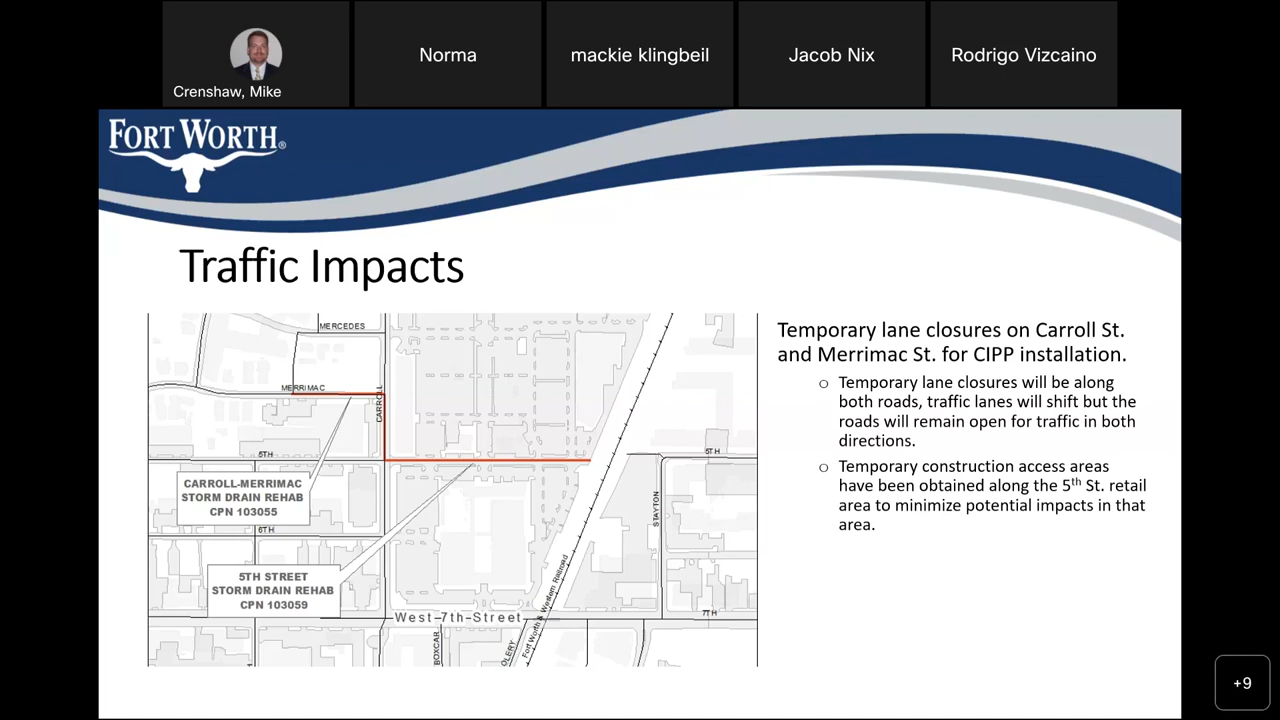 Crenshaw, Mike
Norma
mackie klingbeil
Jacob Nix
Rodrigo Vizcaino
FORT WORTH®
Traffic Impacts
MERCEDES
MERRIMAC
CARROLL
5TH
5TH
CARROLL-MERRIMAC
STORM DRAIN REHAB
CPN 103055
6TH
STAYTON
5TH STREET
STORM DRAIN REHAB
CPN 103059
Fort Worth & Western Railroad
7TH
West 7th Street
BOXCAR
Temporary lane closures on Carroll St.
and Merrimac St. for CIPP installation.
○ Temporary lane closures will be along
both roads, traffic lanes will shift but the
roads will remain open for traffic in both
directions.
○ Temporary construction access areas
have been obtained along the 5th St. retail
area to minimize potential impacts in that
area.
+9